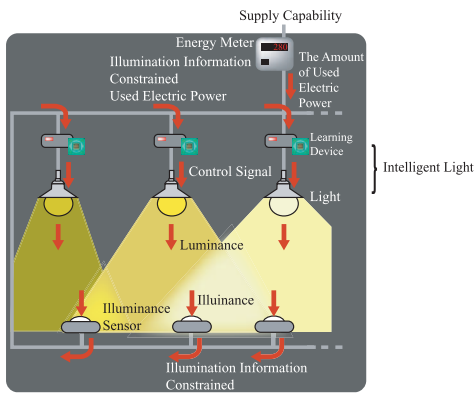 Supply Capability
Energy Meter
280
Illumination Information
Constrained
Used Electric Power
The Amount
of Used
Electric
Power
Learning
Device
Intelligent Light
Control Signal
Light
Luminance
Illuinance
Illuminance
Sensor
Illumination Information
Constrained